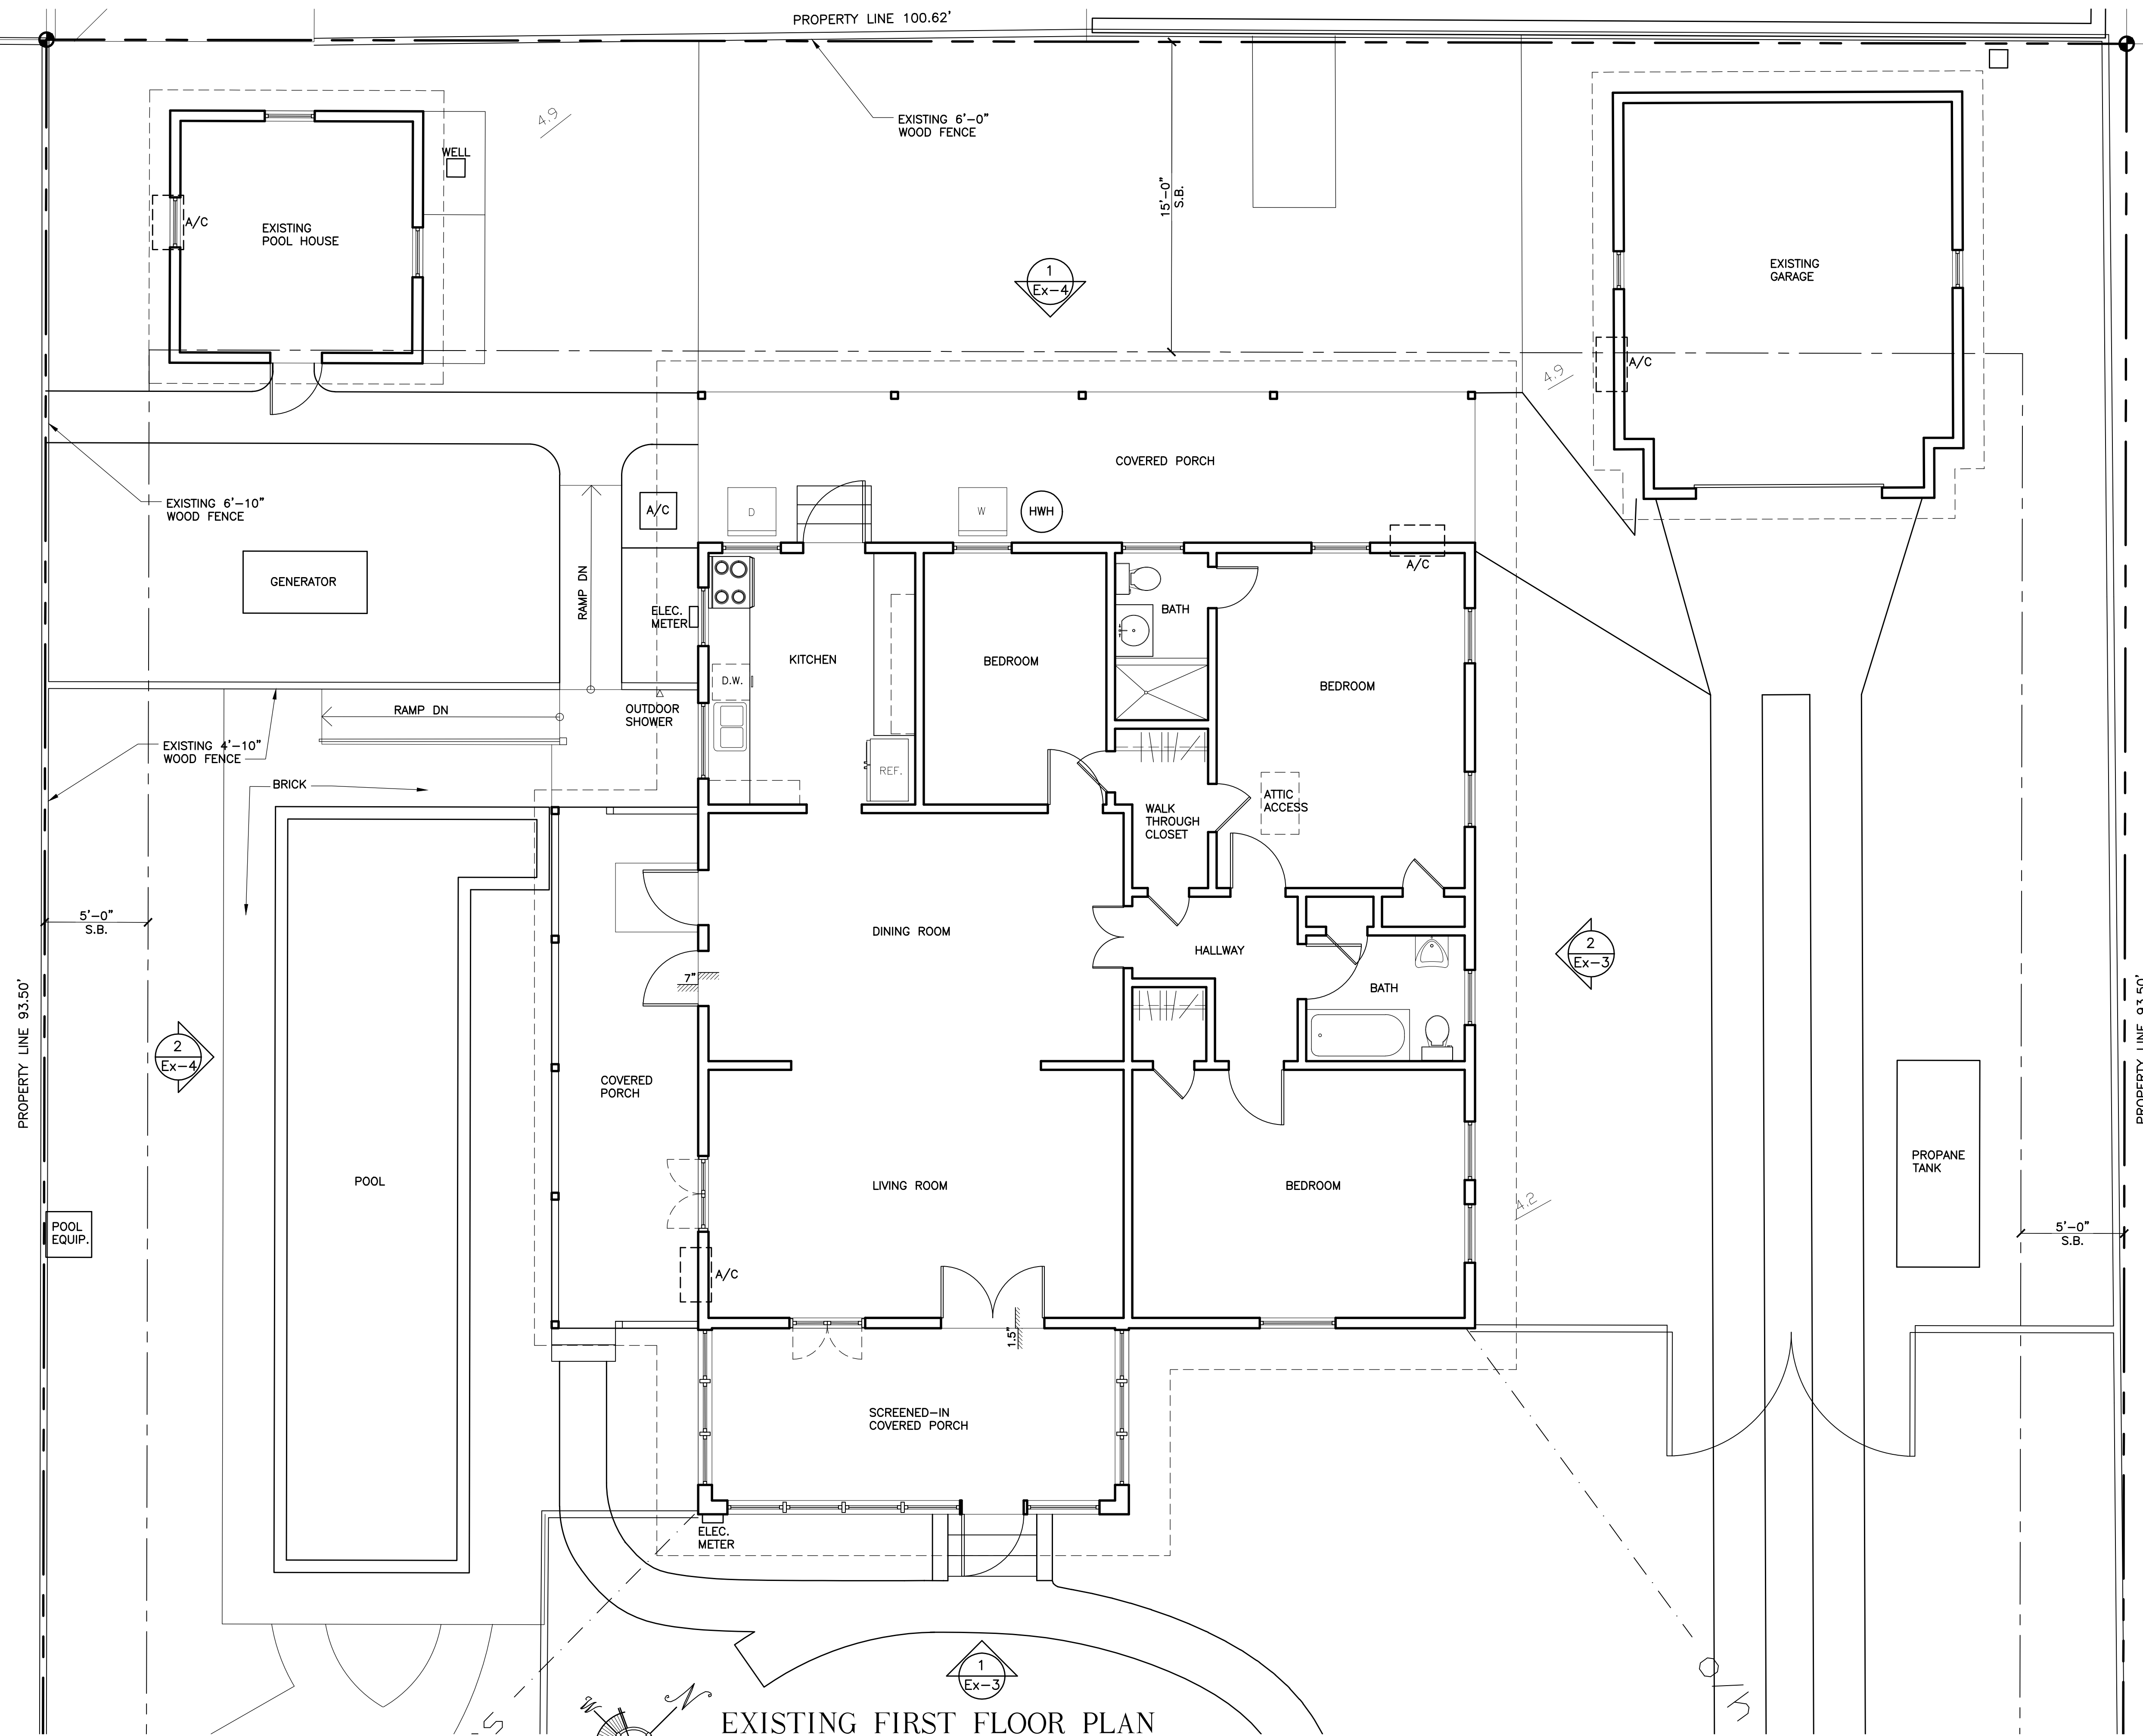 PROPERTY LINE 100.62'
EXISTING 6'-0"
WOOD FENCE
4.9
WELL
15'-0"
S.B.
A/C
EXISTING
POOL HOUSE
1
Ex-4
EXISTING
GARAGE
A/C
4.9
COVERED PORCH
EXISTING 6'-10"
WOOD FENCE
A/C
D
W
HWH
GENERATOR
RAMP DN
ELEC.
METER
A/C
BATH
KITCHEN
BEDROOM
BEDROOM
D.W.
OUTDOOR
SHOWER
RAMP DN
EXISTING 4'-10"
WOOD FENCE
REF.
BRICK
ATTIC
ACCESS
WALK
THROUGH
CLOSET
5'-0"
S.B.
DINING ROOM
HALLWAY
2
Ex-3
7"
BATH
PROPERTY LINE 93.50'
PROPERTY LINE 93.50'
2
Ex-4
COVERED
PORCH
POOL
LIVING ROOM
BEDROOM
PROPANE
TANK
4.2
POOL
EQUIP.
5'-0"
S.B.
A/C
1.5"
SCREENED-IN
COVERED PORCH
ELEC.
METER
1
Ex-3
W
N
EXISTING FIRST FLOOR PLAN